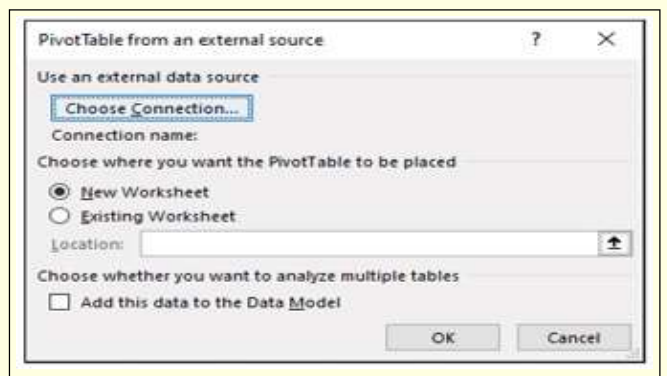 PivotTable from an external source ? ×
Use an external data source
Choose Connection...
Connection name:
Choose where you want the PivotTable to be placed
New Worksheet
Existing Worksheet
Location:
Choose whether you want to analyze multiple tables
Add this data to the Data Model
OK Cancel